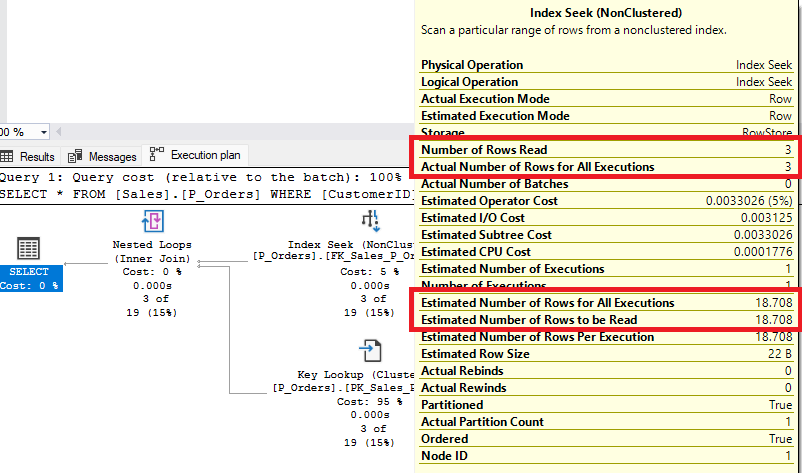 Index Seek (NonClustered)
Scan a particular range of rows from a nonclustered index.
Physical Operation Index Seek
Logical Operation Index Seek
Actual Execution Mode Row
Estimated Execution Mode Row
Storage RowStore
Number of Rows Read 3
Actual Number of Rows for All Executions 3
Actual Number of Batches 0
Estimated Operator Cost 0.0033026 (5%)
Estimated I/O Cost 0.003125
Estimated Subtree Cost 0.0033026
Estimated CPU Cost 0.0001776
Estimated Number of Executions 1
Number of Executions 1
Estimated Number of Rows for All Executions 18.708
Estimated Number of Rows to be Read 18.708
Estimated Number of Rows Per Execution 18.708
Estimated Row Size 22 B
Actual Rebinds 0
Actual Rewinds 0
Partitioned True
Actual Partition Count 1
Ordered True
Node ID 1
00 %
Results Messages Execution plan
Query 1: Query cost (relative to the batch): 100%
SELECT * FROM [Sales].[P_Orders] WHERE [CustomerID]
SELECT
Cost: 0 %
Nested Loops
(Inner Join)
Cost: 0 %
0.000s
3 of
19 (15%)
Index Seek (NonClust
[P_Orders].[FK_Sales_P_O
Cost: 5 %
0.000s
3 of
19 (15%)
Key Lookup (Cluste
[P_Orders].[PK_Sales_P
Cost: 95 %
0.000s
3 of
19 (15%)